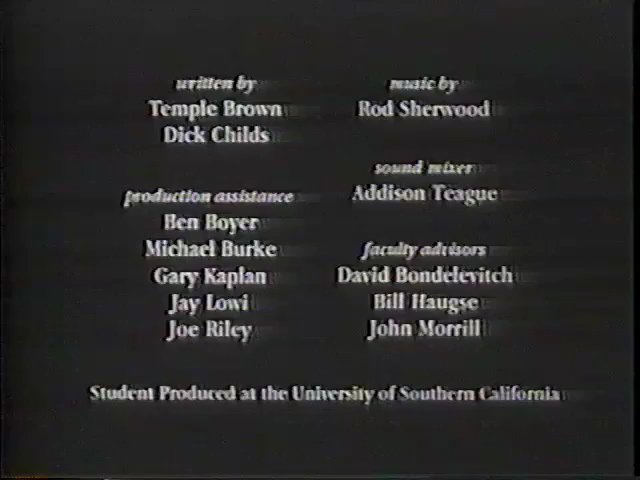 written by
Temple Brown
Dick Childs
production assistance
Ben Boyer
Michael Burke
Gary Kaplan
Jay Lowi
Joe Riley
music by
Rod Sherwood
sound mixer
Addison Teague
faculty advisors
David Bondelevitch
Bill Haugse
John Morrill
Student Produced at the University of Southern California